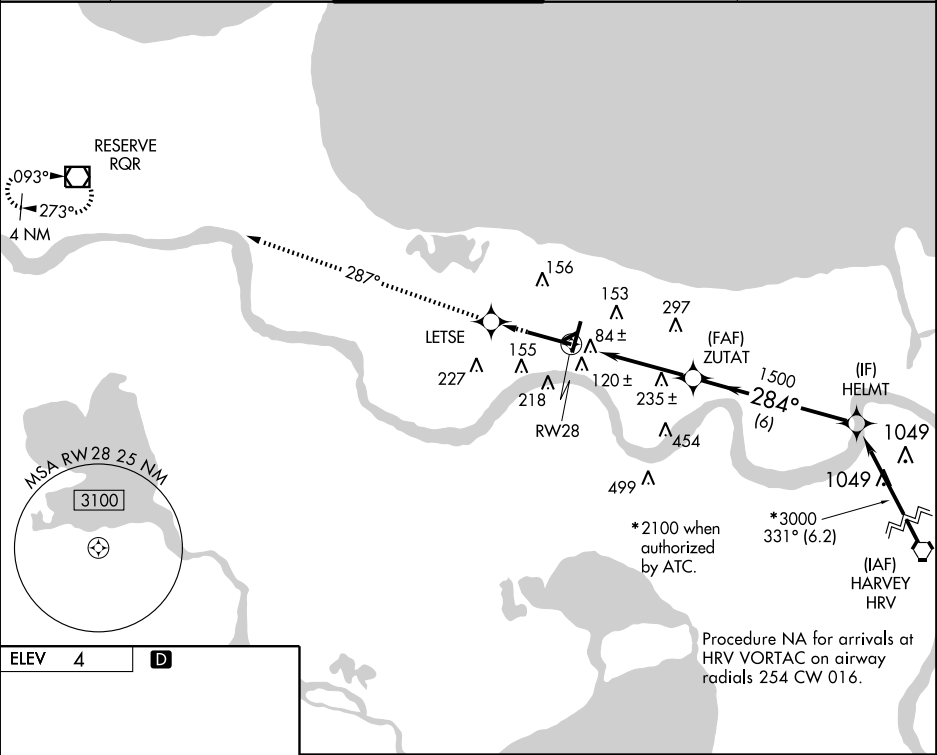 RESERVE
RQR
093°
273°
4 NM
287°
156
153
297
LETSE
84 ±
(FAF)
ZUTAT
155
227
218
120 ±
235 ±
1500
284°
(6)
(IF)
HELMT
RW28
454
1049
1049
499
MSA RW 28 25 NM
3100
*2100 when
authorized
by ATC.
*3000
331° (6.2)
(IAF)
HARVEY
HRV
Procedure NA for arrivals at
HRV VORTAC on airway
radials 254 CW 016.
ELEV 4 D